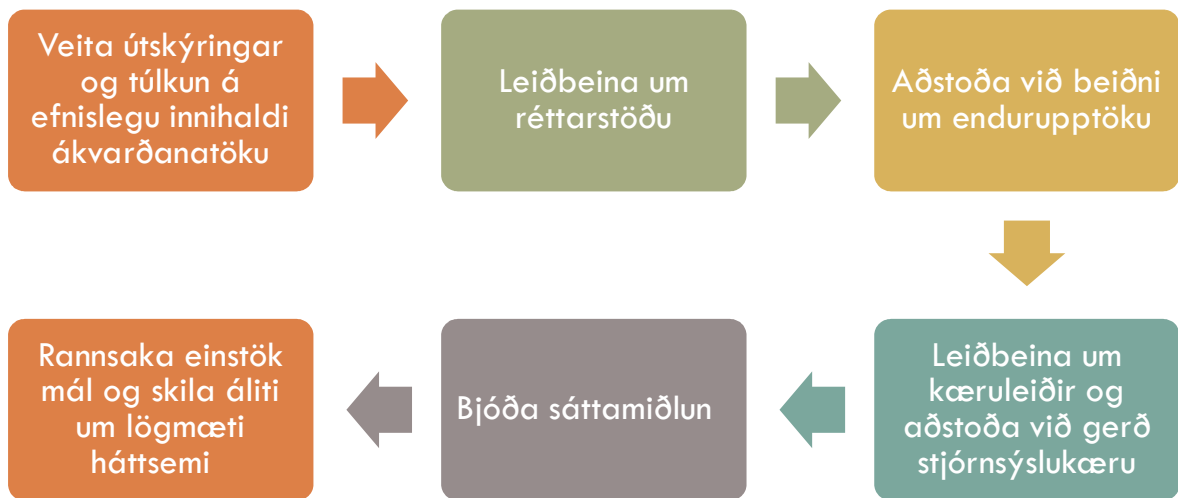 Veita útskýringar
og túlkun á
efnislegu innihaldi
ákvarðanatöku
Leiðbeina um
réttarstöðu
Aðstoða við beiðni
um endurupptöku
Leiðbeina um
kæruleiðir og
aðstoða við gerð
stjórnsýslukæru
Bjóða sáttamiðlun
Rannsaka einstök
mál og skila áliti
um lögmæti
háttsemi